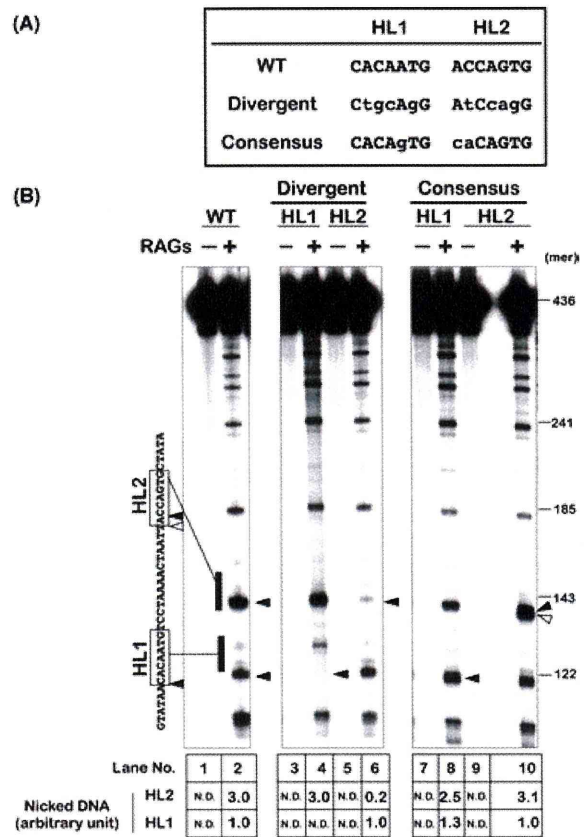 (A)
HL1 HL2
WT CACAATG ACCAGTG
Divergent CtgcAgG AtCcagG
Consensus CACAgTG caCAGTG
(B)
Divergent Consensus
WT HL1 HL2 HL1 HL2
RAGs − + − + − + − + − +
(mer)
436
241
185
143
122
HL2
HL1
GTATAACACAATGTCCTAAAACTAATTACCAGTGCTATA
Lane No. 1 2 3 4 5 6 7 8 9 10
Nicked DNA (arbitrary unit)
HL2 N.D. 3.0 N.D. 3.0 N.D. 0.2 N.D. 2.5 N.D. 3.1
HL1 N.D. 1.0 N.D. N.D. N.D. 1.0 N.D. 1.3 N.D. 1.0